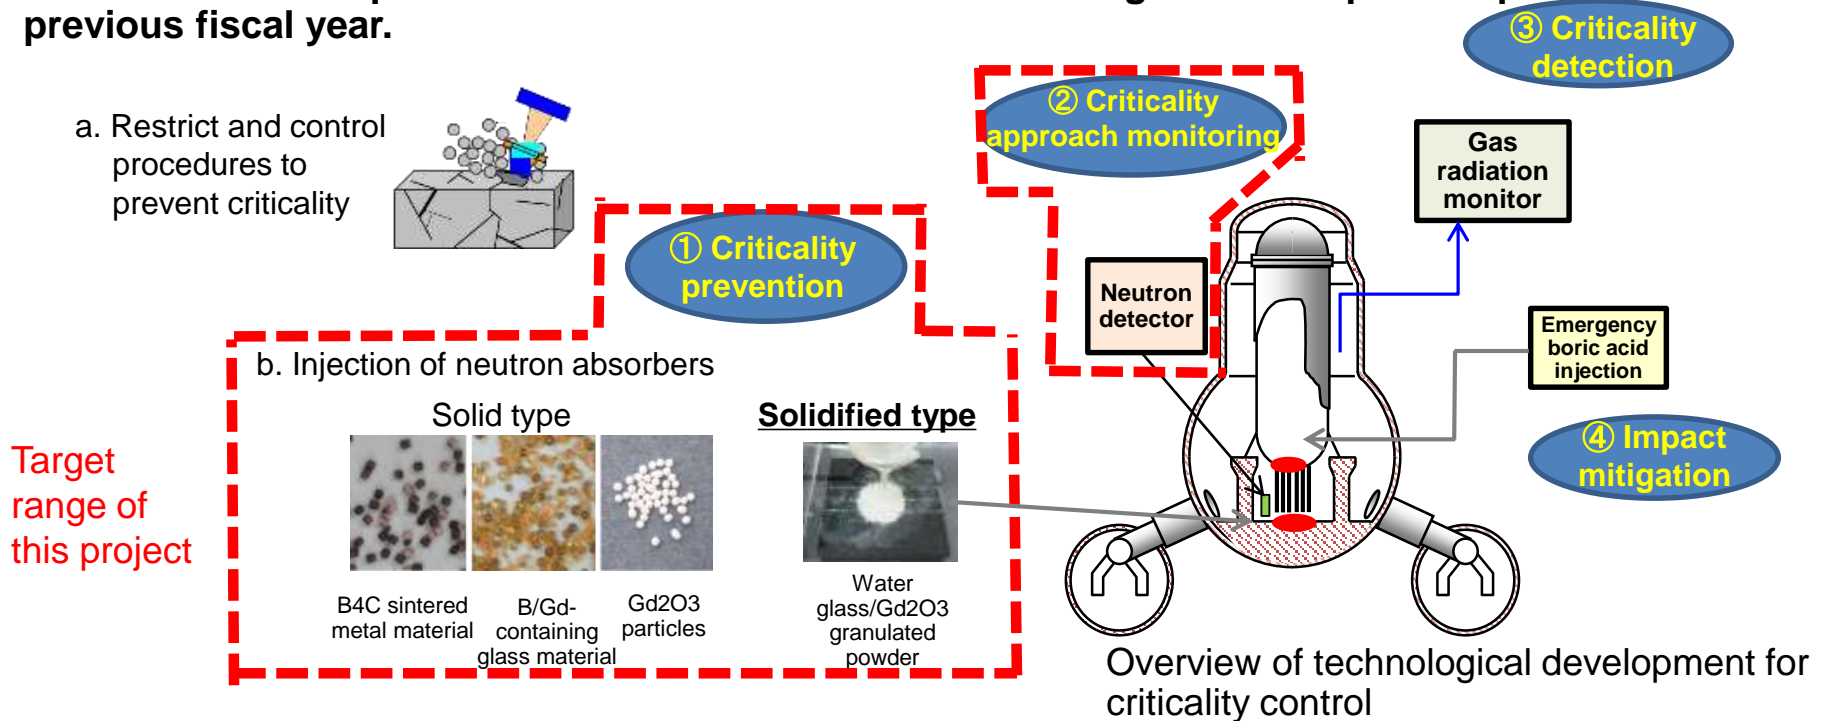 previous fiscal year.
③ Criticality
detection
② Criticality
approach monitoring
a. Restrict and control
procedures to
prevent criticality
Gas
radiation
monitor
① Criticality
prevention
Neutron
detector
Emergency
boric acid
injection
b. Injection of neutron absorbers
Solid type
Solidified type
④ Impact
mitigation
Target
range of
this project
B4C sintered
metal material
B/Gd-
containing
glass material
Gd2O3
particles
Water
glass/Gd2O3
granulated
powder
Overview of technological development for
criticality control